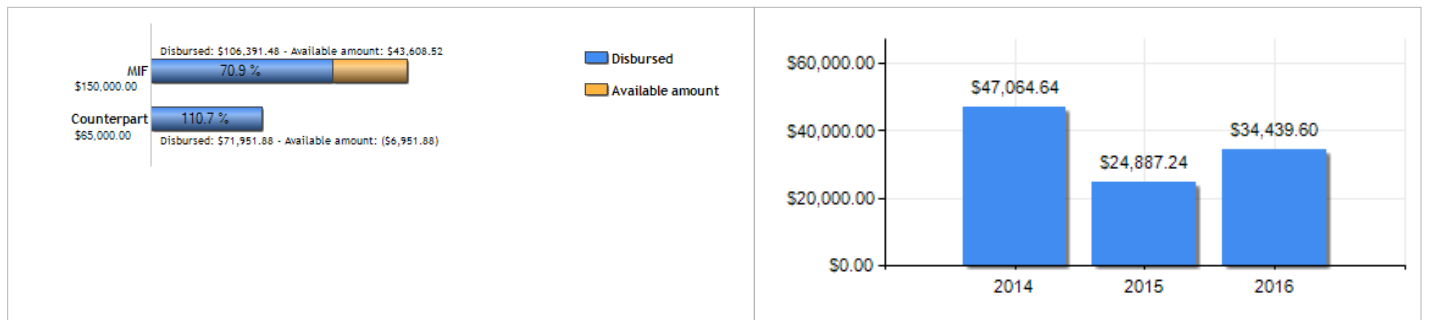 Disbursed: $106,391.48 - Available amount: $43,608.52
MIF
70.9 %
$150,000.00
Counterpart
110.7 %
$65,000.00
Disbursed: $71,951.88 - Available amount: ($6,951.88)
Disbursed
Available amount
$60,000.00
$47,064.64
$40,000.00
$34,439.60
$24,887.24
$20,000.00
$0.00
2014
2015
2016